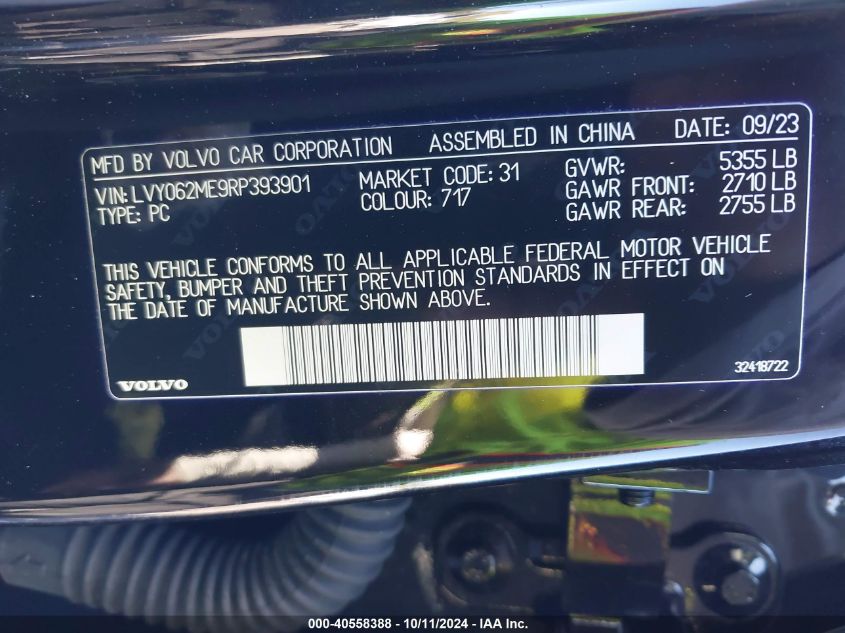 MFD BY VOLVO CAR CORPORATION ASSEMBLED IN CHINA DATE: 09/23
VIN: LVY062ME9RP393901 MARKET CODE: 31 GVWR: 5355 LB
TYPE: PC COLOUR: 717 GAWR FRONT: 2710 LB
GAWR REAR: 2755 LB
THIS VEHICLE CONFORMS TO ALL APPLICABLE FEDERAL MOTOR VEHICLE
SAFETY, BUMPER AND THEFT PREVENTION STANDARDS IN EFFECT ON
THE DATE OF MANUFACTURE SHOWN ABOVE.
VOLVO 32418722
000-40558388 - 10/11/2024 - IAA Inc.